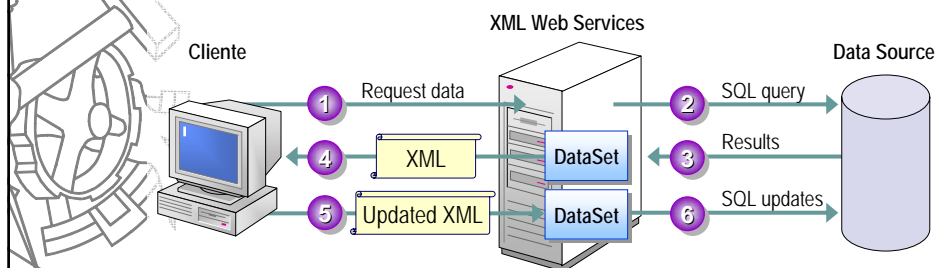 XML Web Services
Cliente
Data Source
1
Request data
2
SQL query
4
XML
DataSet
3
Results
5
Updated XML
DataSet
6
SQL updates